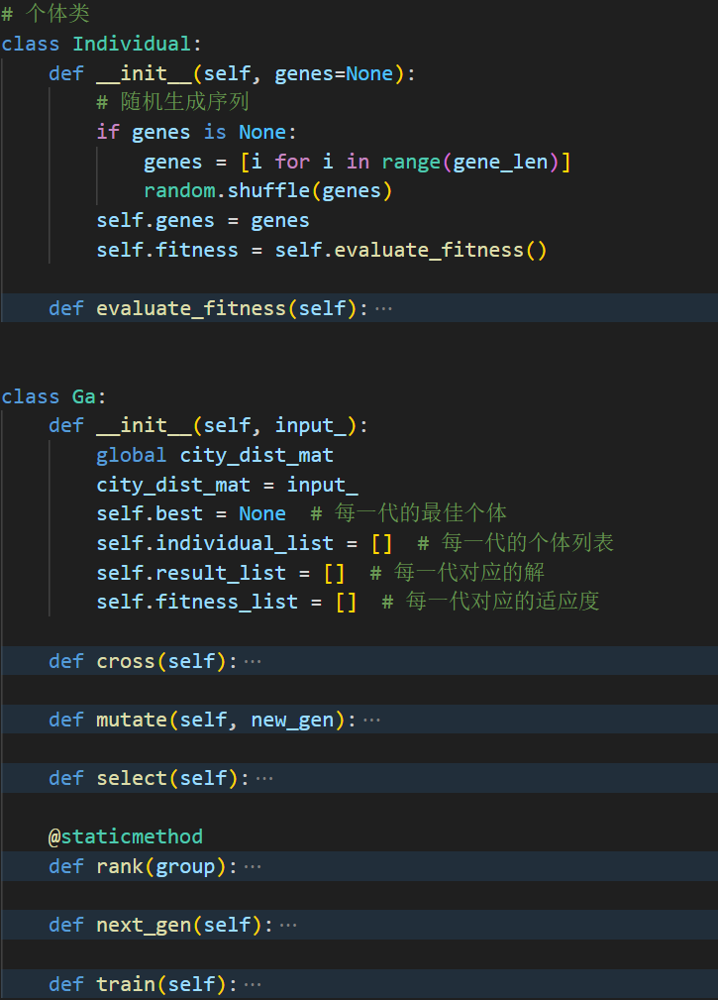 # 个体类
class Individual:
    def __init__(self, genes=None):
        # 随机生成序列
        if genes is None:
            genes = [i for i in range(gene_len)]
            random.shuffle(genes)
        self.genes = genes
        self.fitness = self.evaluate_fitness()
    def evaluate_fitness(self):···
class Ga:
    def __init__(self, input_):
        global city_dist_mat
        city_dist_mat = input_
        self.best = None  # 每一代的最佳个体
        self.individual_list = []  # 每一代的个体列表
        self.result_list = []  # 每一代对应的解
        self.fitness_list = []  # 每一代对应的适应度
    def cross(self):···
    def mutate(self, new_gen):···
    def select(self):···
    @staticmethod
    def rank(group):···
    def next_gen(self):···
    def train(self):···